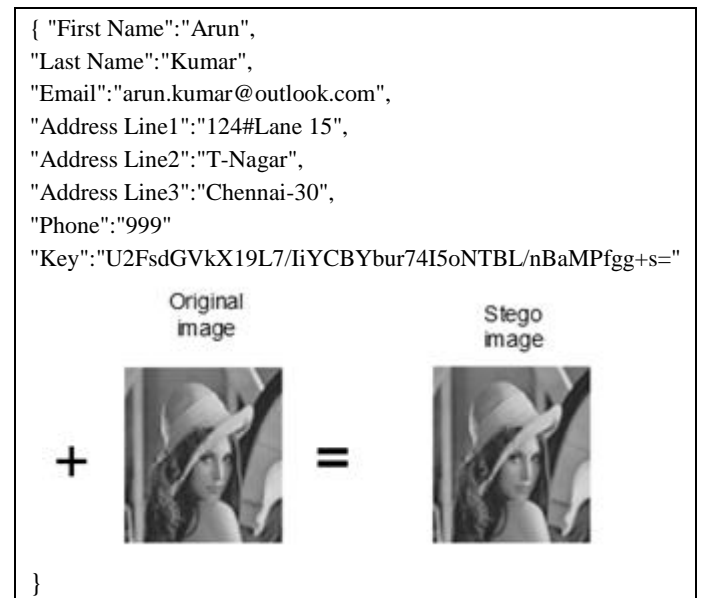 { "First Name":"Arun",
"Last Name":"Kumar",
"Email":"arun.kumar@outlook.com",
"Address Line1":"124#Lane 15",
"Address Line2":"T-Nagar",
"Address Line3":"Chennai-30",
"Phone":"999"
"Key":"U2FsdGVkX19L7/IiYCBYbur74I5oNTBL/nBaMPfgg+s="
Original
image
Stego
image
+ =
}